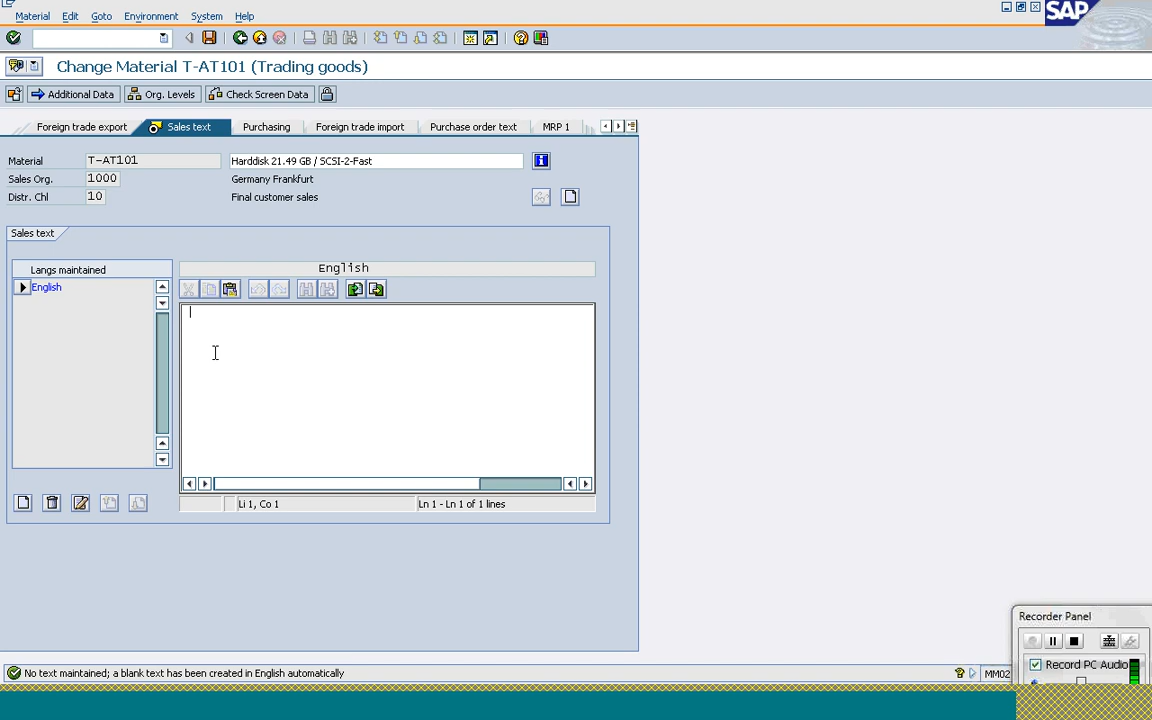 Material Edit Goto Environment System Help
SAP
Change Material T-AT101 (Trading goods)
Additional Data Org. Levels Check Screen Data
Foreign trade export Sales text Purchasing Foreign trade import Purchase order text MRP 1
Material T-AT101 Harddisk 21.49 GB / SCSI-2-Fast
Sales Org. 1000 Germany Frankfurt
Distr. Chl 10 Final customer sales
Sales text
Langs maintained English
English
Li 1, Co 1 Ln 1 - Ln 1 of 1 lines
Recorder Panel
Record PC Audio
No text maintained; a blank text has been created in English automatically MM02